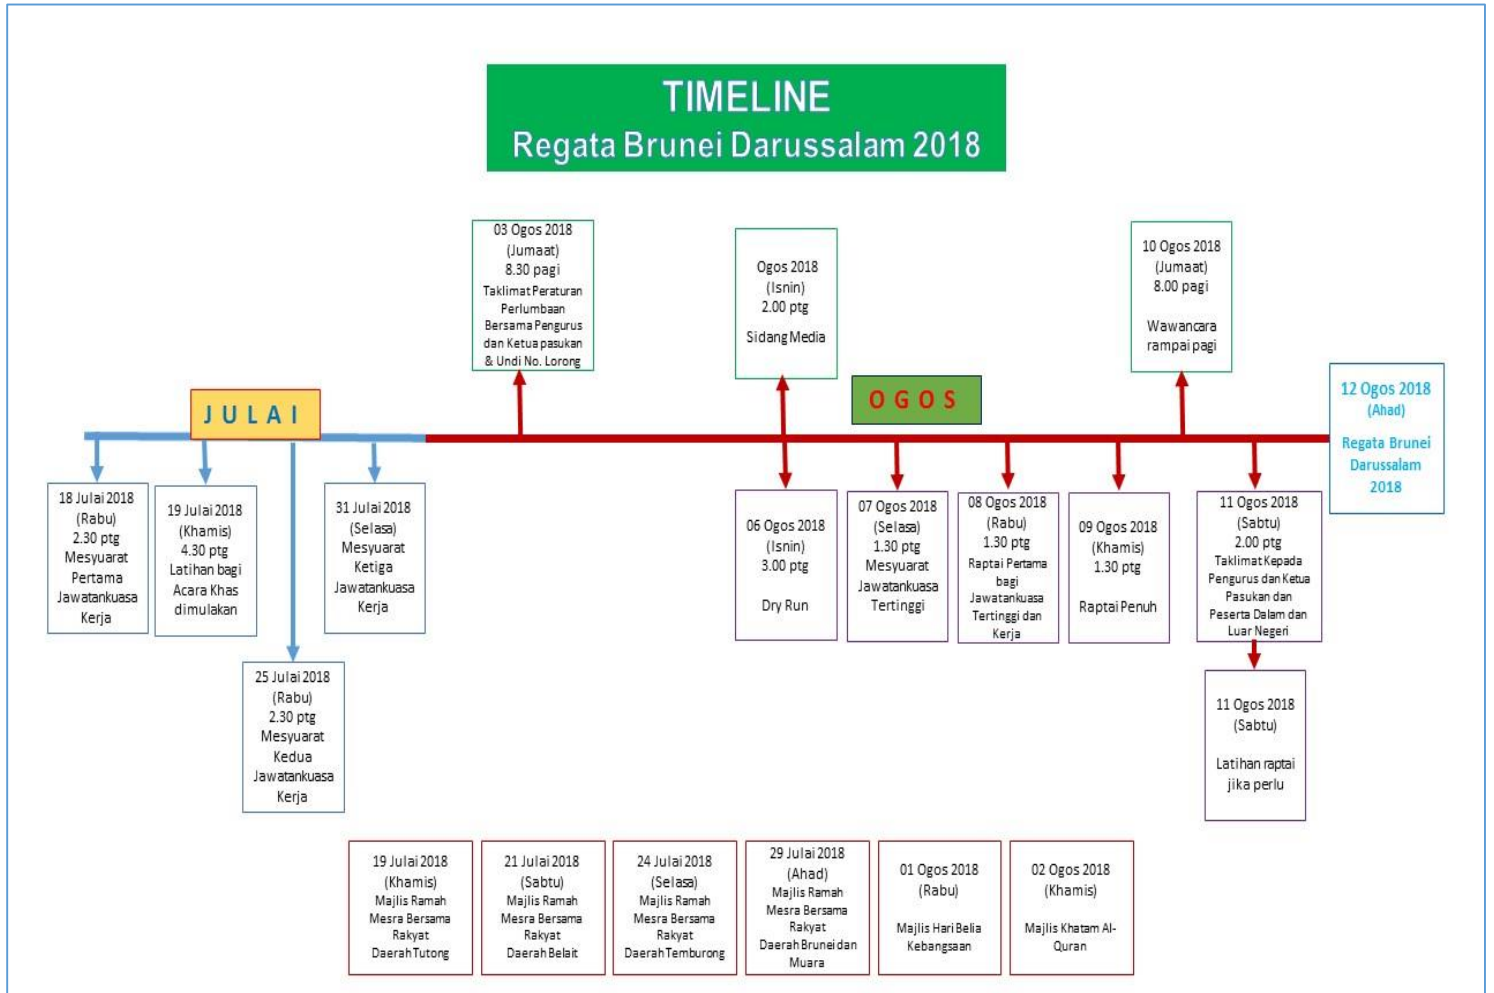 TIMELINE
Regata Brunei Darussalam 2018
03 Ogos 2018
(Jumaat)
8.30 pagi
Taklimat Peraturan
Perlumbaan
Bersama Pengurus
dan Ketua pasukan
& Undi No. Lorong
Ogos 2018
(Isnin)
2.00 ptg
Sidang Media
10 Ogos 2018
(Jumaat)
8.00 pagi
Wawancara
rampai pagi
JULAI
OGOS
12 Ogos 2018
(Ahad)
Regata Brunei
Darussalam
2018
18 Julai 2018
(Rabu)
2.30 ptg
Mesyuarat
Pertama
Jawatankuasa
Kerja
19 Julai 2018
(Khamis)
4.30 ptg
Latihan bagi
Acara Khas
dimulakan
25 Julai 2018
(Rabu)
2.30 ptg
Mesyuarat
Kedua
Jawatankuasa
Kerja
31 Julai 2018
(Selasa)
Mesyuarat
Ketiga
Jawatankuasa
Kerja
06 Ogos 2018
(Isnin)
3.00 ptg
Dry Run
07 Ogos 2018
(Selasa)
1.30 ptg
Mesyuarat
Jawatankuasa
Tertinggi
08 Ogos 2018
(Rabu)
1.30 ptg
Raptai Pertama
bagi
Jawatankuasa
Tertinggi dan
Kerja
09 Ogos 2018
(Khamis)
1.30 ptg
Raptai Penuh
11 Ogos 2018
(Sabtu)
2.00 ptg
Taklimat Kepada
Pengurus dan Ketua
Pasukan dan
Peserta Dalam dan
Luar Negeri
11 Ogos 2018
(Sabtu)
Latihan raptai
jika perlu
19 Julai 2018
(Khamis)
Majlis Ramah
Mesra Bersama
Rakyat
Daerah Tutong
21 Julai 2018
(Sabtu)
Majlis Ramah
Mesra Bersama
Rakyat
Daerah Belait
24 Julai 2018
(Selasa)
Majlis Ramah
Mesra Bersama
Rakyat
Daerah Temburong
29 Julai 2018
(Ahad)
Majlis Ramah
Mesra Bersama
Rakyat
Daerah Brunei dan
Muara
01 Ogos 2018
(Rabu)
Majlis Hari Belia
Kebangsaan
02 Ogos 2018
(Khamis)
Majlis Khatam Al-
Quran